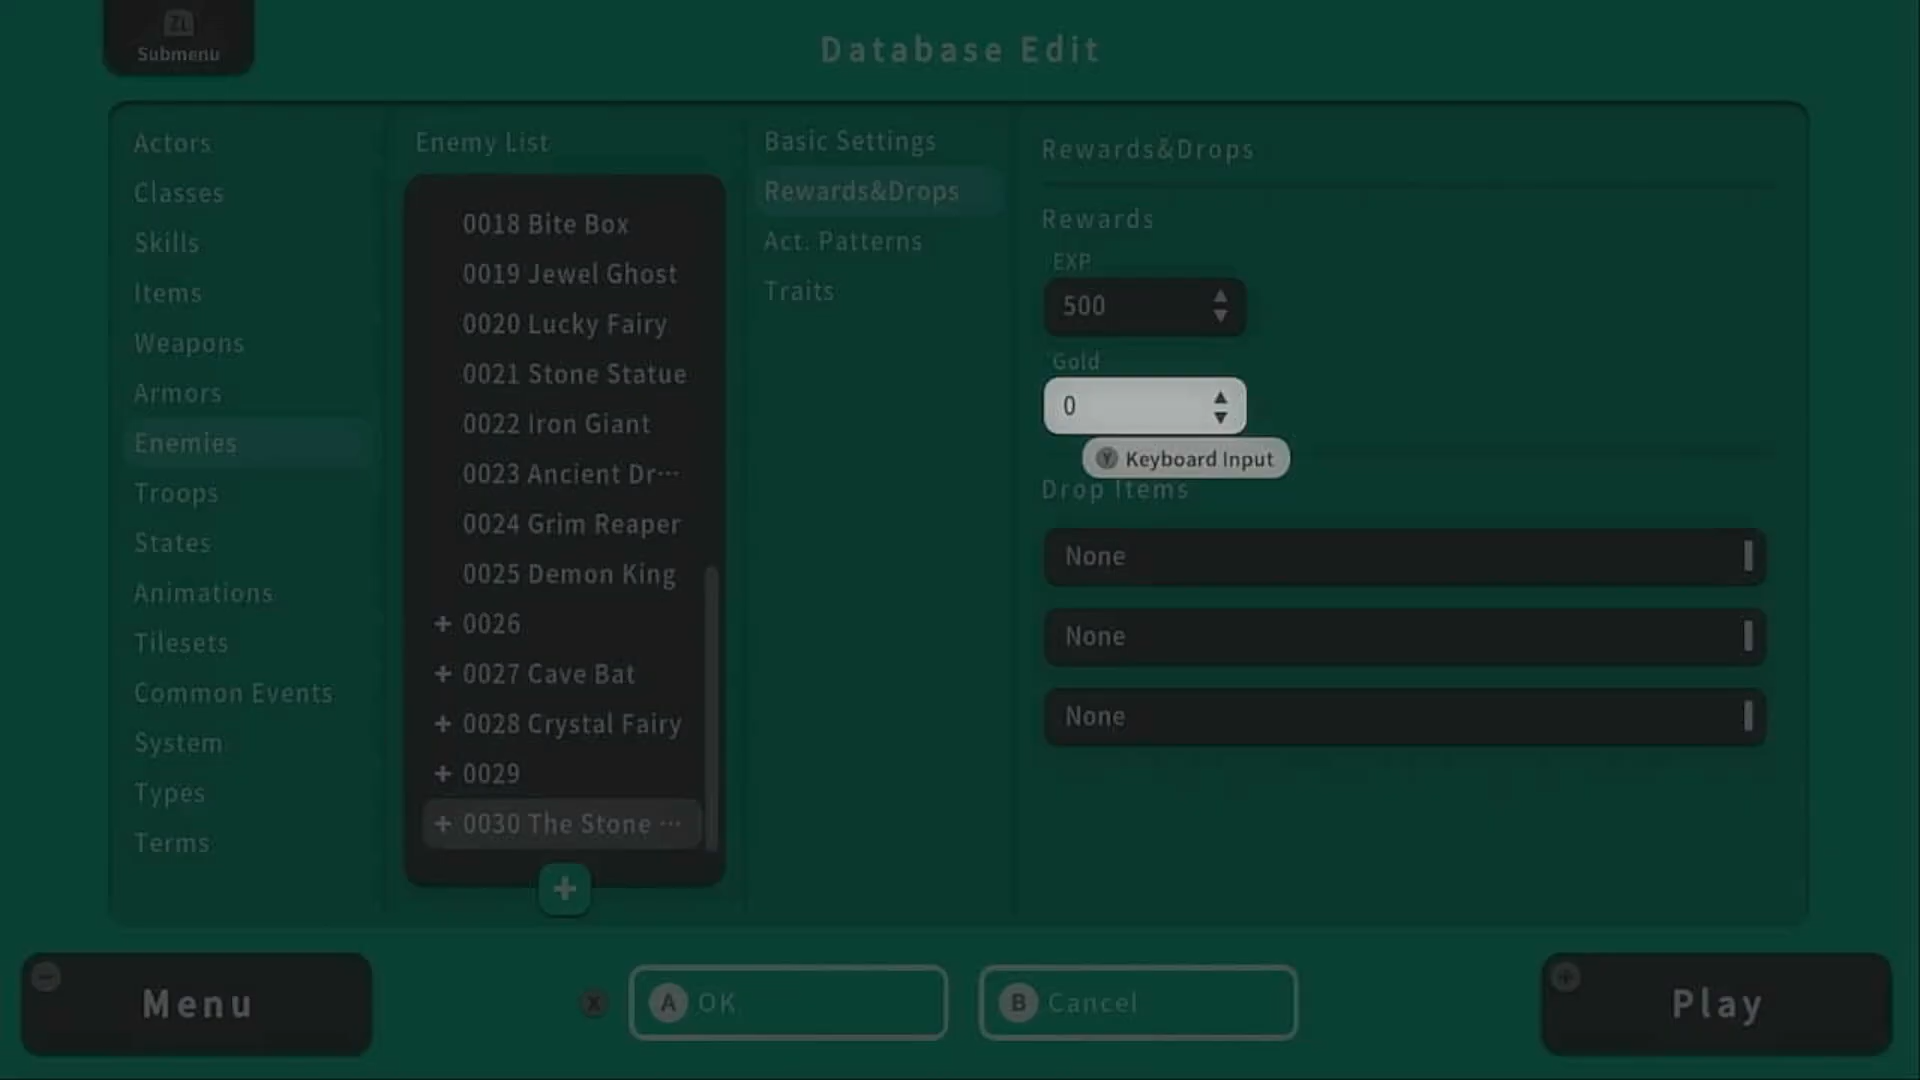 ZL
Submenu
Database Edit
Actors
Classes
Skills
Items
Weapons
Armors
Enemies
Troops
States
Animations
Tilesets
Common Events
System
Types
Terms
Enemy List
0018 Bite Box
0019 Jewel Ghost
0020 Lucky Fairy
0021 Stone Statue
0022 Iron Giant
0023 Ancient Dr···
0024 Grim Reaper
0025 Demon King
+ 0026
+ 0027 Cave Bat
+ 0028 Crystal Fairy
+ 0029
+ 0030 The Stone ···
+
Basic Settings
Rewards&Drops
Act. Patterns
Traits
Rewards&Drops
Rewards
EXP
500
Gold
0
Y Keyboard Input
Drop Items
None
None
None
Menu
X
A OK
B Cancel
Play